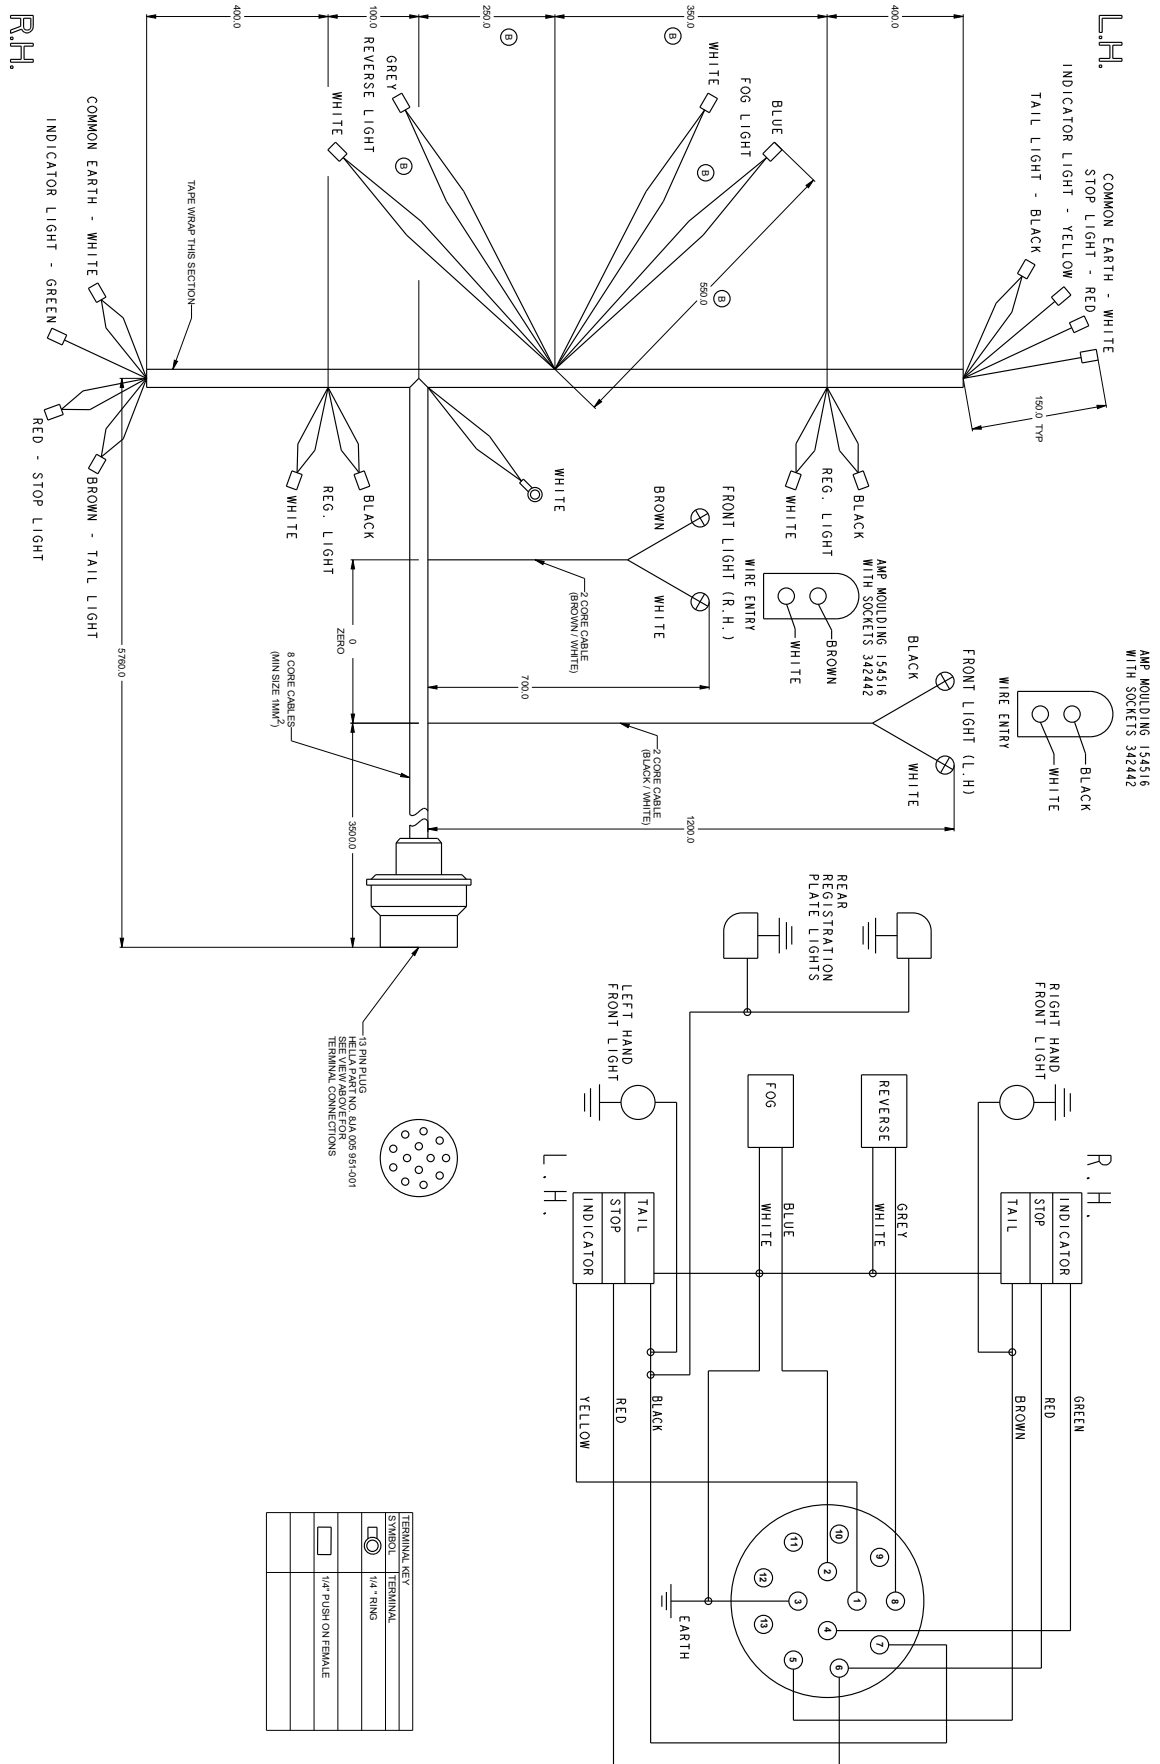 L.H.
COMMON EARTH - WHITE
STOP LIGHT - RED
INDICATOR LIGHT - YELLOW
TAIL LIGHT - BLACK
150.0 TYP
400.0
350.0
250.0
100.0
400.0
B
B
BLUE
FOG LIGHT
WHITE
B
550.0
B
GREY
REVERSE LIGHT
WHITE
B
R.H.
COMMON EARTH - WHITE
INDICATOR LIGHT - GREEN
TAPE WRAP THIS SECTION
RED - STOP LIGHT
BROWN - TAIL LIGHT
BLACK
REG. LIGHT
WHITE
BLACK
REG. LIGHT
WHITE
WHITE
AMP MOULDING 154516
WITH SOCKETS 342442
BROWN
WHITE
WIRE ENTRY
FRONT LIGHT (R.H.)
BROWN
WHITE
2 CORE CABLE
(BROWN / WHITE)
700.0
0
ZERO
AMP MOULDING 154516
WITH SOCKETS 342442
BLACK
WHITE
WIRE ENTRY
FRONT LIGHT (L.H)
BLACK
WHITE
2 CORE CABLE
(BLACK / WHITE)
1200.0
8 CORE CABLES
(MIN SIZE 1MM2)
3500.0
5760.0
13 PIN PLUG
HELLA PART NO. 8JA 005 951-001
SEE VIEW ABOVE FOR
TERMINAL CONNECTIONS
REAR
REGISTRATION
PLATE LIGHTS
RIGHT HAND
FRONT LIGHT
LEFT HAND
FRONT LIGHT
REVERSE
FOG
R.H.
INDICATOR
STOP
TAIL
GREY
WHITE
BLUE
WHITE
TAIL
STOP
INDICATOR
L.H.
GREEN
RED
BROWN
BLACK
RED
YELLOW
1
2
3
4
5
6
7
8
9
10
11
12
13
EARTH
TERMINAL KEY
SYMBOL TERMINAL
1/4" RING
1/4" PUSH ON FEMALE